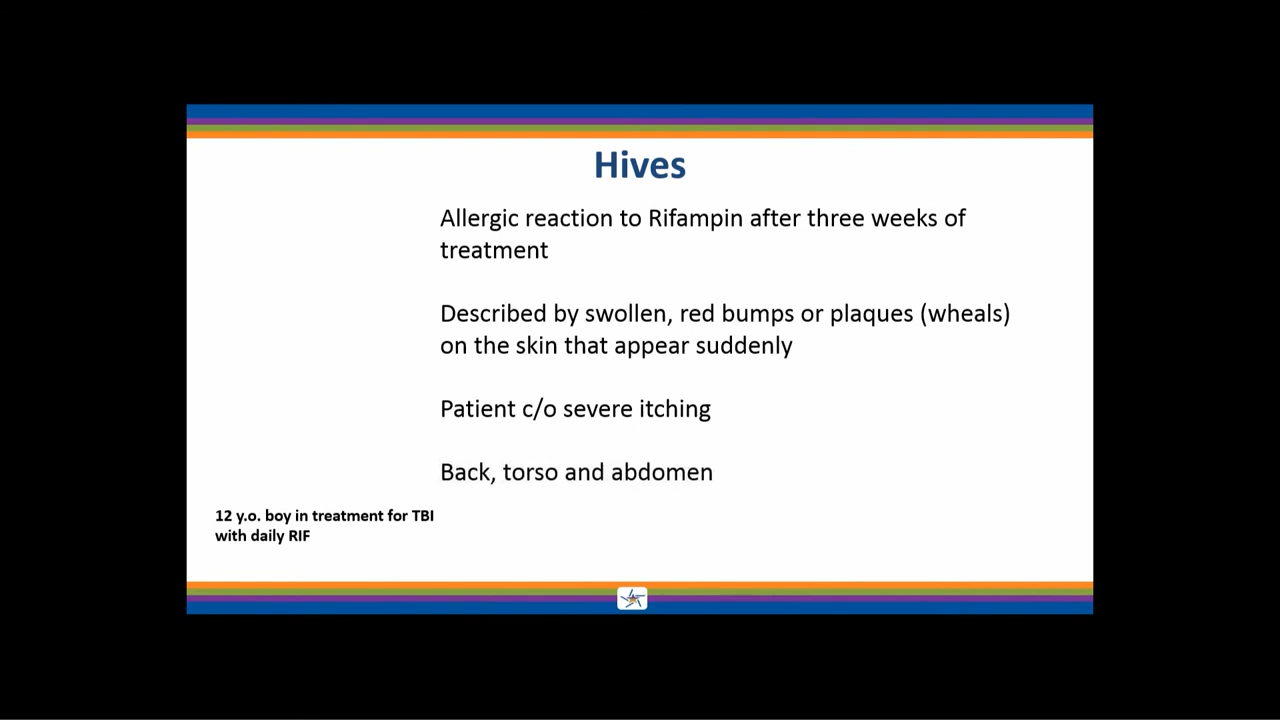 Hives
Allergic reaction to Rifampin after three weeks of
treatment
Described by swollen, red bumps or plaques (wheals)
on the skin that appear suddenly
Patient c/o severe itching
Back, torso and abdomen
12 y.o. boy in treatment for TBI
with daily RIF